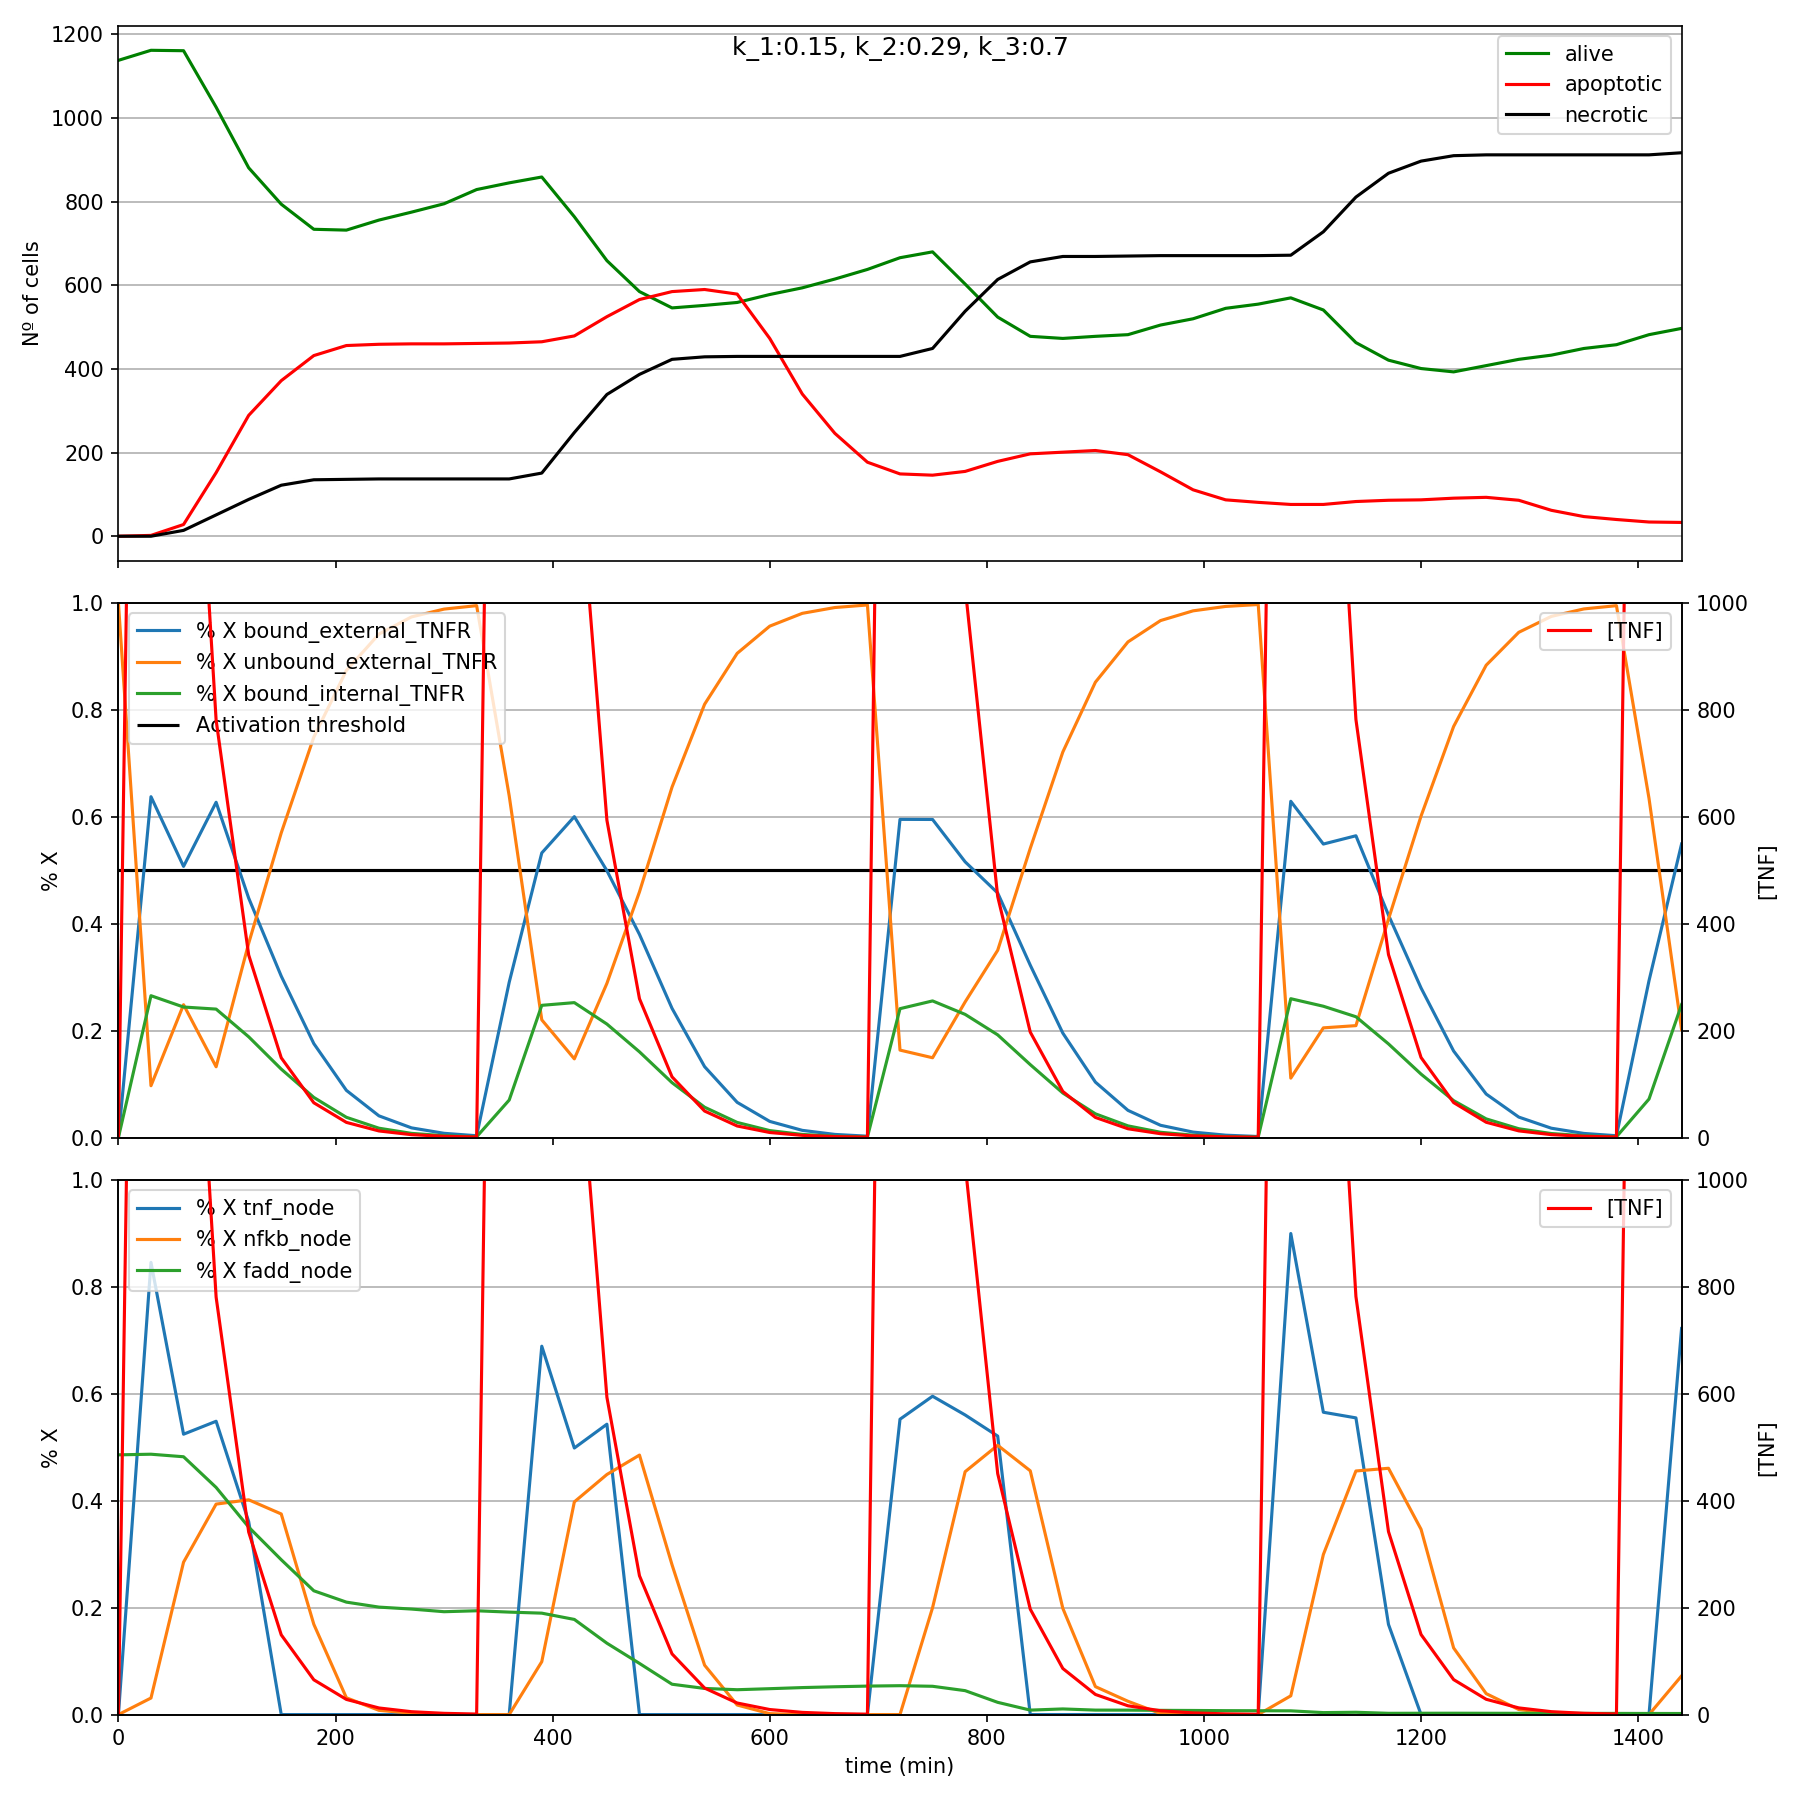 k_1:0.15, k_2:0.29, k_3:0.7
1200
1000
800
600
400
200
0
Nº of cells
alive
apoptotic
necrotic
1.0
0.8
0.6
0.4
0.2
0.0
% X
% X bound_external_TNFR
% X unbound_external_TNFR
% X bound_internal_TNFR
Activation threshold
[TNF]
1000
800
600
400
200
0
[TNF]
1.0
0.8
0.6
0.4
0.2
0.0
% X
% X tnf_node
% X nfkb_node
% X fadd_node
[TNF]
1000
800
600
400
200
0
[TNF]
0 200 400 600 800 1000 1200 1400
time (min)